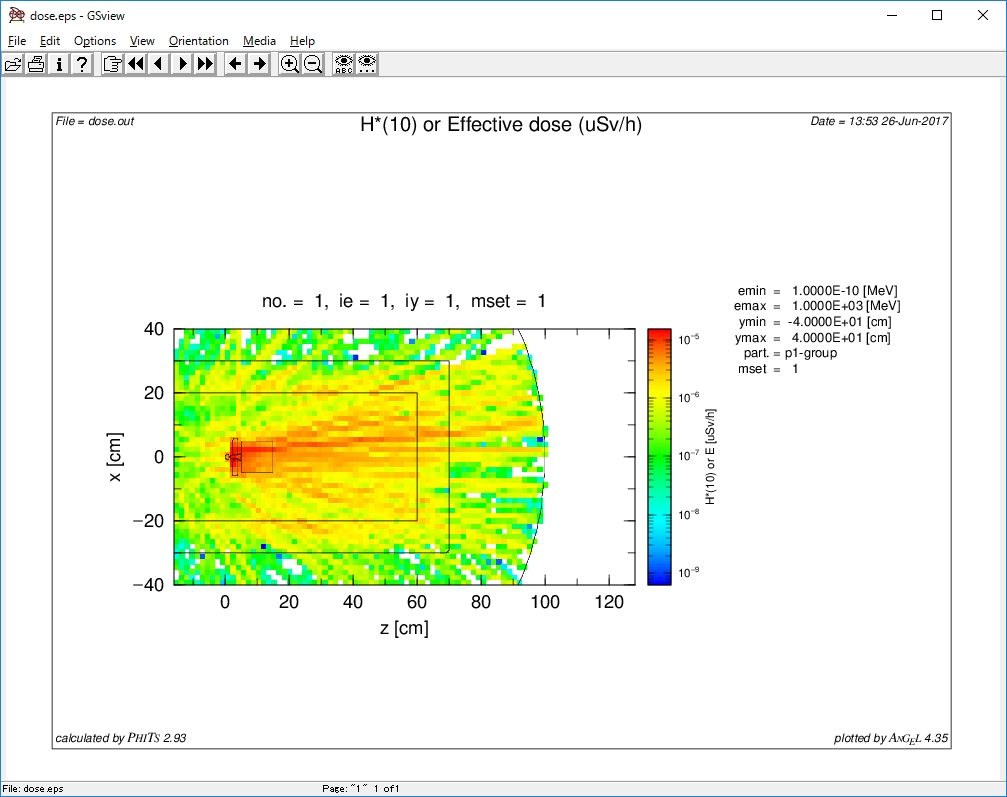 dose.eps - GSview
File Edit Options View Orientation Media Help
File = dose.out
H*(10) or Effective dose (uSv/h)
Date = 13:53 26-Jun-2017
no. = 1, ie = 1, iy = 1, mset = 1
emin = 1.0000E-10 [MeV]
emax = 1.0000E+03 [MeV]
ymin = -4.0000E+01 [cm]
ymax = 4.0000E+01 [cm]
part. = p1-group
mset = 1
40
20
0
−20
−40
x [cm]
0 20 40 60 80 100 120
z [cm]
10⁻⁵
10⁻⁶
10⁻⁷
10⁻⁸
10⁻⁹
H*(10) or E [uSv/h]
calculated by PHITS 2.93
plotted by ANGEL 4.35
File: dose.eps
Page: "1" 1 of 1